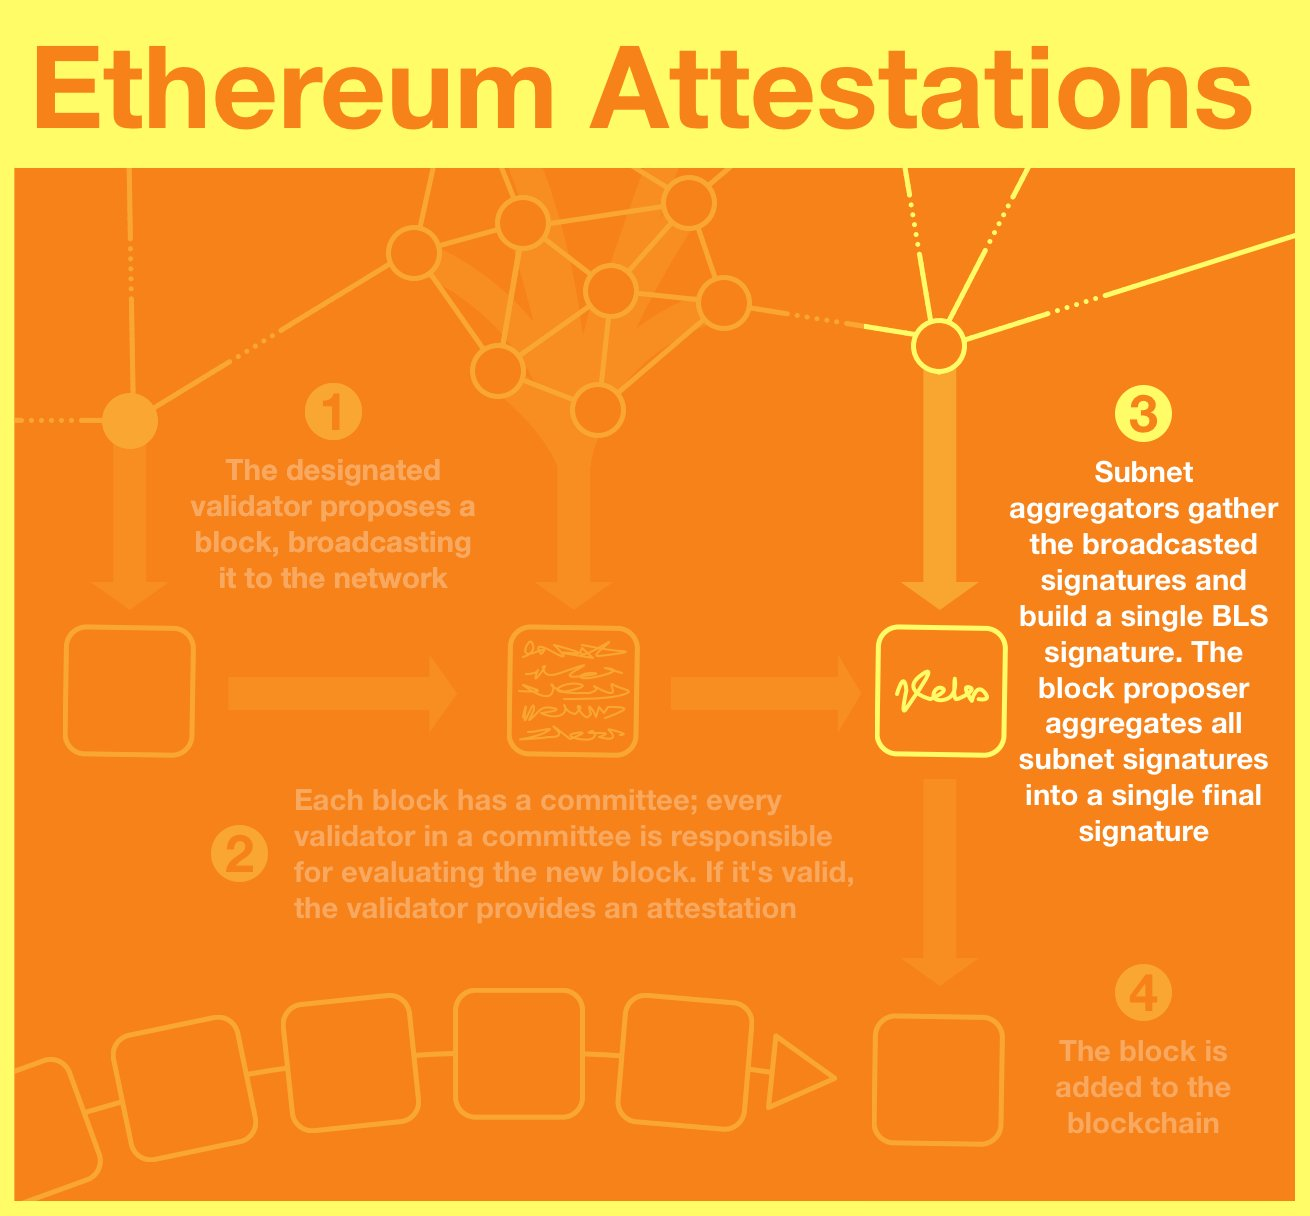 Ethereum Attestations
1
The designated
validator proposes a
block, broadcasting
it to the network
2
Each block has a committee; every
validator in a committee is responsible
for evaluating the new block. If it's valid,
the validator provides an attestation
3
Subnet
aggregators gather
the broadcasted
signatures and
build a single BLS
signature. The
block proposer
aggregates all
subnet signatures
into a single final
signature
4
The block is
added to the
blockchain